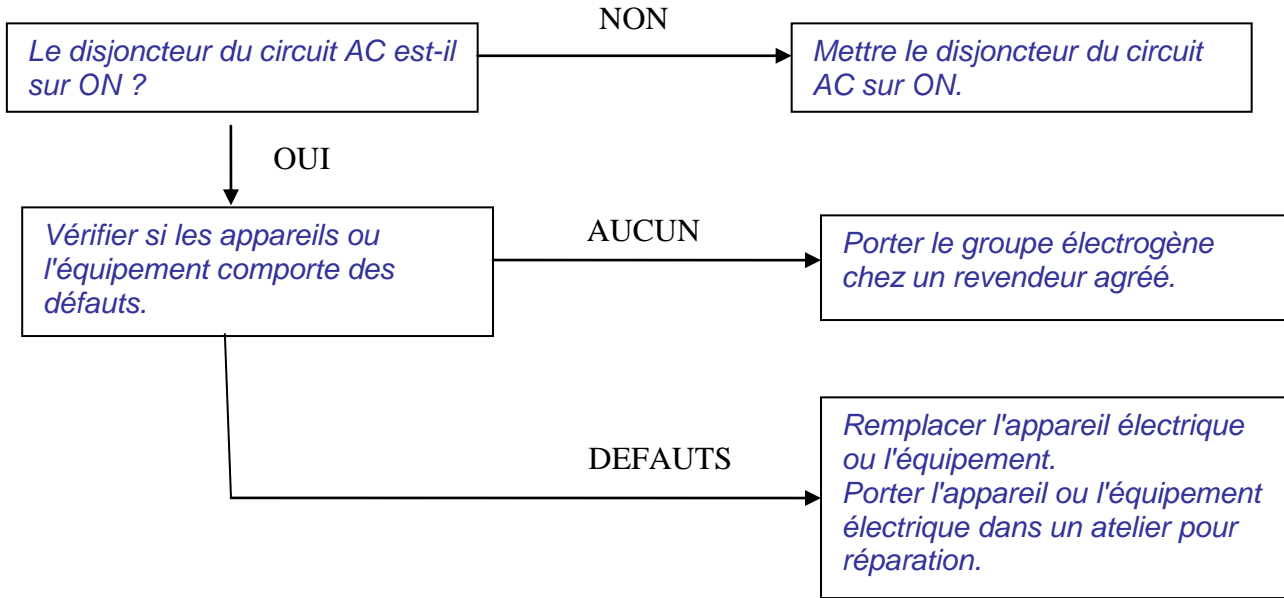 NON
Le disjoncteur du circuit AC est-il
sur ON ?
Mettre le disjoncteur du circuit
AC sur ON.
OUI
Vérifier si les appareils ou
l'équipement comporte des
défauts.
AUCUN
Porter le groupe électrogène
chez un revendeur agréé.
DEFAUTS
Remplacer l'appareil électrique
ou l'équipement.
Porter l'appareil ou l'équipement
électrique dans un atelier pour
réparation.